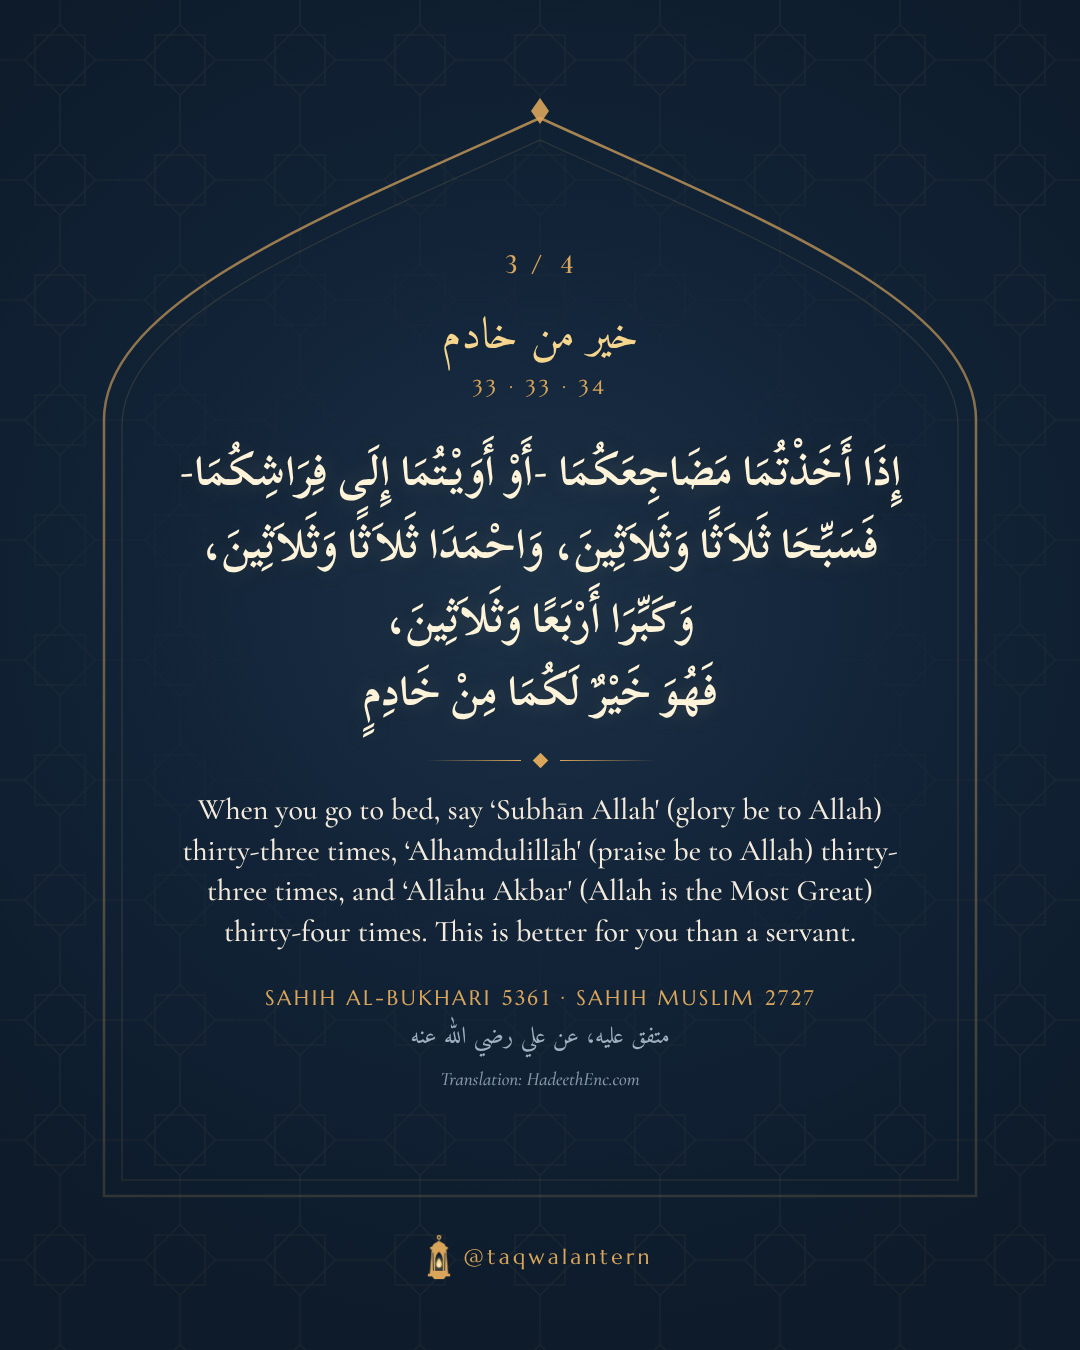 3 / 4
خير من خادم
33 · 33 · 34
إِذَا أَخَذْتُمَا مَضَاجِعَكُمَا -أَوْ أَوَيْتُمَا إِلَى فِرَاشِكُمَا-
فَسَبِّحَا ثَلاَثًا وَثَلاَثِينَ، وَاحْمَدَا ثَلاَثًا وَثَلاَثِينَ،
وَكَبِّرَا أَرْبَعًا وَثَلاَثِينَ،
فَهُوَ خَيْرٌ لَكُمَا مِنْ خَادِمٍ
When you go to bed, say ‘Subhān Allah' (glory be to Allah)
thirty-three times, ‘Alhamdulillāh' (praise be to Allah) thirty-
three times, and ‘Allāhu Akbar' (Allah is the Most Great)
thirty-four times. This is better for you than a servant.
SAHIH AL-BUKHARI 5361 · SAHIH MUSLIM 2727
متفق عليه، عن علي رضي الله عنه
Translation: HadeethEnc.com
@taqwalantern